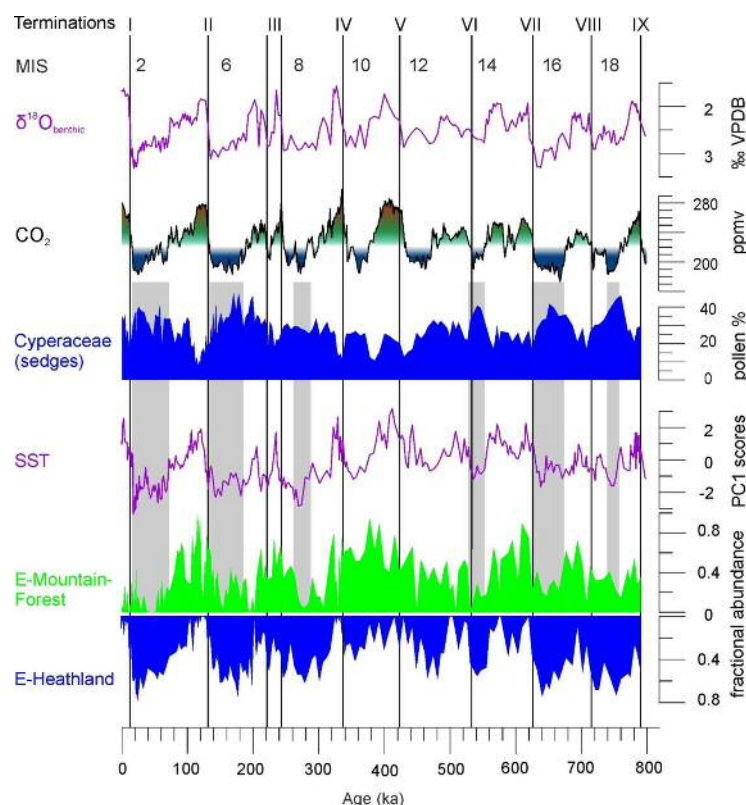 Terminations I II III IV V VI VII VIII IX
MIS 2 6 8 10 12 14 16 18
δ18Obenthic
2
3
‰ VPDB
CO2
280
200
ppmv
Cyperaceae
(sedges)
40
20
0
pollen %
SST
2
0
-2
PC1 scores
E-Mountain-
Forest
0.8
0.4
0
E-Heathland
0.4
0.8
fractional abundance
0 100 200 300 400 500 600 700 800
Age (ka)